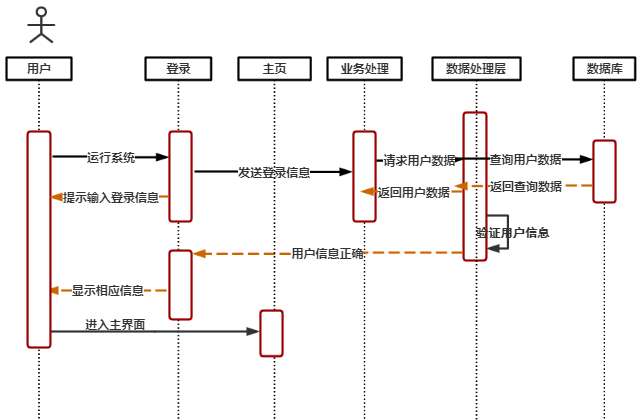 用户
登录
主页
业务处理
数据处理层
数据库
运行系统
请求用户数据
查询用户数据
发送登录信息
返回查询数据
返回用户数据
提示输入登录信息
验证用户信息
用户信息正确
显示相应信息
进入主界面